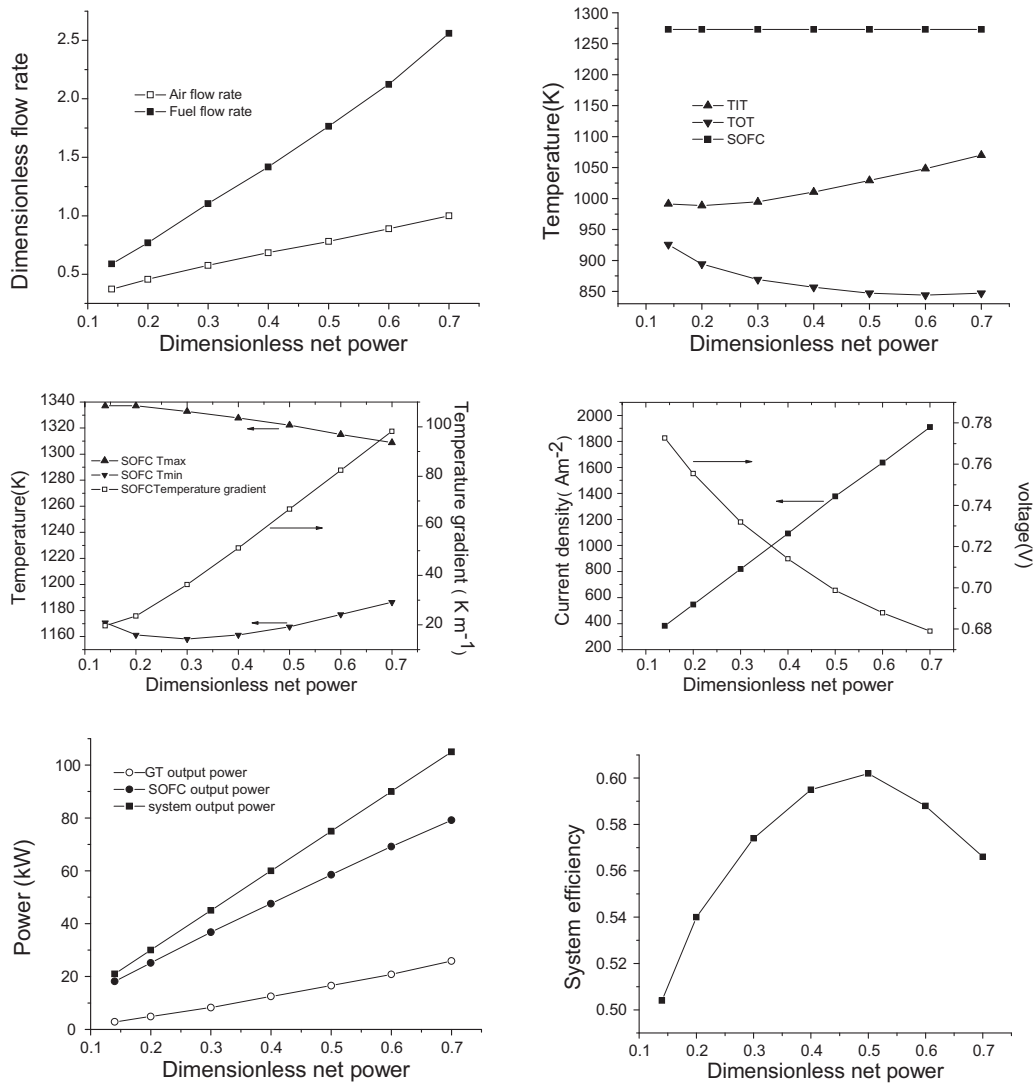 Dimensionless flow rate
2.5
2.0
1.5
1.0
0.5
Air flow rate
Fuel flow rate
0.1 0.2 0.3 0.4 0.5 0.6 0.7
Dimensionless net power
Temperature(K)
1300
1250
1200
1150
1100
1050
1000
950
900
850
TIT
TOT
SOFC
0.1 0.2 0.3 0.4 0.5 0.6 0.7
Dimensionless net power
Temperature(K)
1340
1320
1300
1280
1260
1240
1220
1200
1180
1160
SOFC Tmax
SOFC Tmin
SOFCTemperature gradient
100
80
60
40
20
Temperature gradient ( K m-1)
0.1 0.2 0.3 0.4 0.5 0.6 0.7
Dimensionless net power
Current density( Am-2)
2000
1800
1600
1400
1200
1000
800
600
400
200
0.78
0.76
0.74
0.72
0.70
0.68
voltage(V)
0.1 0.2 0.3 0.4 0.5 0.6 0.7
Dimensionless net power
Power (kW)
100
80
60
40
20
0
GT output power
SOFC output power
system output power
0.1 0.2 0.3 0.4 0.5 0.6 0.7
Dimensionless net power
System efficiency
0.60
0.58
0.56
0.54
0.52
0.50
0.1 0.2 0.3 0.4 0.5 0.6 0.7
Dimensionless net power